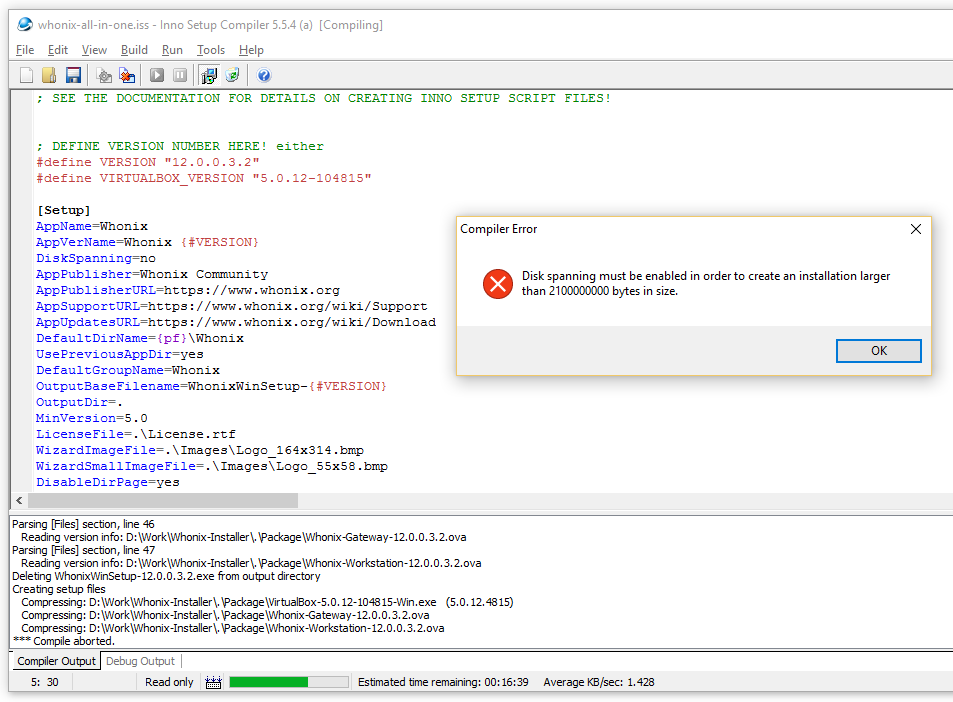 whonix-all-in-one.iss - Inno Setup Compiler 5.5.4 (a) [Compiling]
File Edit View Build Run Tools Help
; SEE THE DOCUMENTATION FOR DETAILS ON CREATING INNO SETUP SCRIPT FILES!
; DEFINE VERSION NUMBER HERE! either
#define VERSION "12.0.0.3.2"
#define VIRTUALBOX_VERSION "5.0.12-104815"
[Setup]
AppName=Whonix
AppVerName=Whonix {#VERSION}
DiskSpanning=no
AppPublisher=Whonix Community
AppPublisherURL=https://www.whonix.org
AppSupportURL=https://www.whonix.org/wiki/Support
AppUpdatesURL=https://www.whonix.org/wiki/Download
DefaultDirName={pf}\Whonix
UsePreviousAppDir=yes
DefaultGroupName=Whonix
OutputBaseFilename=WhonixWinSetup-{#VERSION}
OutputDir=.
MinVersion=5.0
LicenseFile=.\License.rtf
WizardImageFile=.\Images\Logo_164x314.bmp
WizardSmallImageFile=.\Images\Logo_55x58.bmp
DisableDirPage=yes
Compiler Error
Disk spanning must be enabled in order to create an installation larger
than 2100000000 bytes in size.
OK
Parsing [Files] section, line 46
Reading version info: D:\Work\Whonix-Installer\.\Package\Whonix-Gateway-12.0.0.3.2.ova
Parsing [Files] section, line 47
Reading version info: D:\Work\Whonix-Installer\.\Package\Whonix-Workstation-12.0.0.3.2.ova
Deleting WhonixWinSetup-12.0.0.3.2.exe from output directory
Creating setup files
Compressing: D:\Work\Whonix-Installer\.\Package\VirtualBox-5.0.12-104815-Win.exe (5.0.12.4815)
Compressing: D:\Work\Whonix-Installer\.\Package\Whonix-Gateway-12.0.0.3.2.ova
Compressing: D:\Work\Whonix-Installer\.\Package\Whonix-Workstation-12.0.0.3.2.ova
*** Compile aborted.
Compiler Output Debug Output
5: 30 Read only Estimated time remaining: 00:16:39 Average KB/sec: 1.428